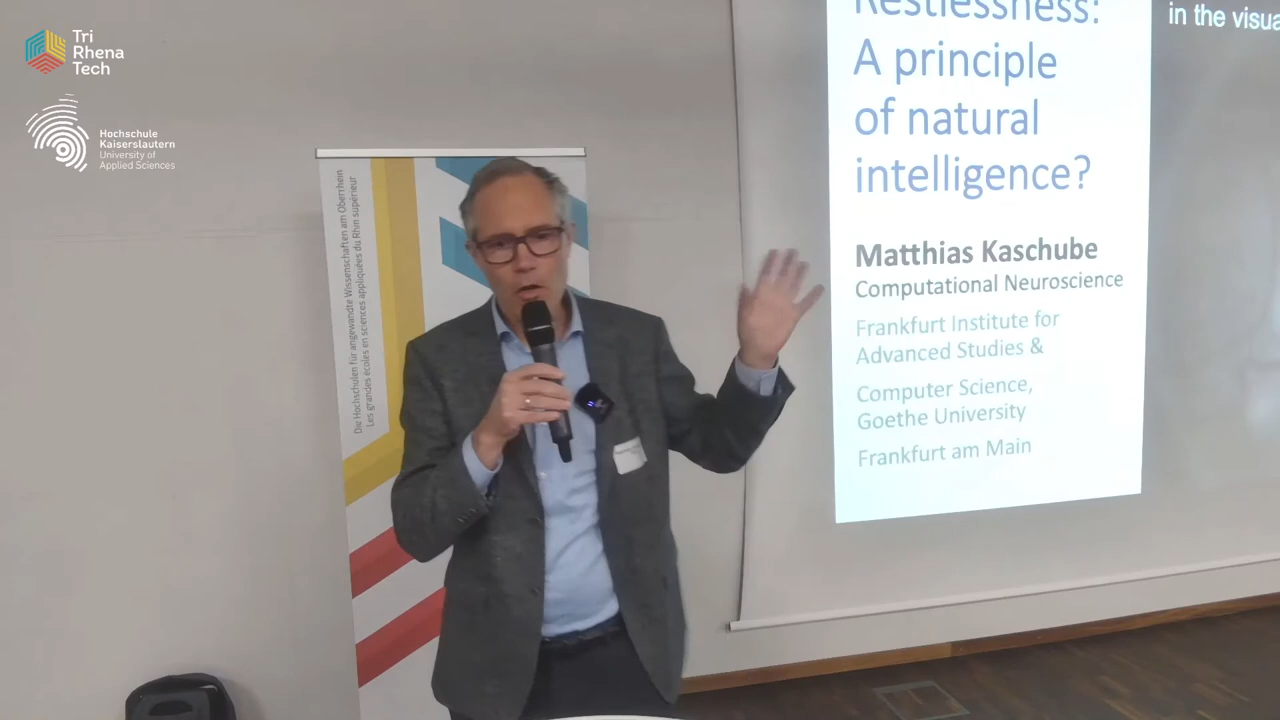 Tri
Rhena
Tech
Hochschule
Kaiserslautern
University of
Applied Sciences
Die Hochschulen für angewandte Wissenschaften am Oberrhein
Les grandes écoles en sciences appliquées du Rhin supérieur
Restlessness:
A principle
of natural
intelligence?
Matthias Kaschube
Computational Neuroscience
Frankfurt Institute for
Advanced Studies &
Computer Science,
Goethe University
Frankfurt am Main
in the